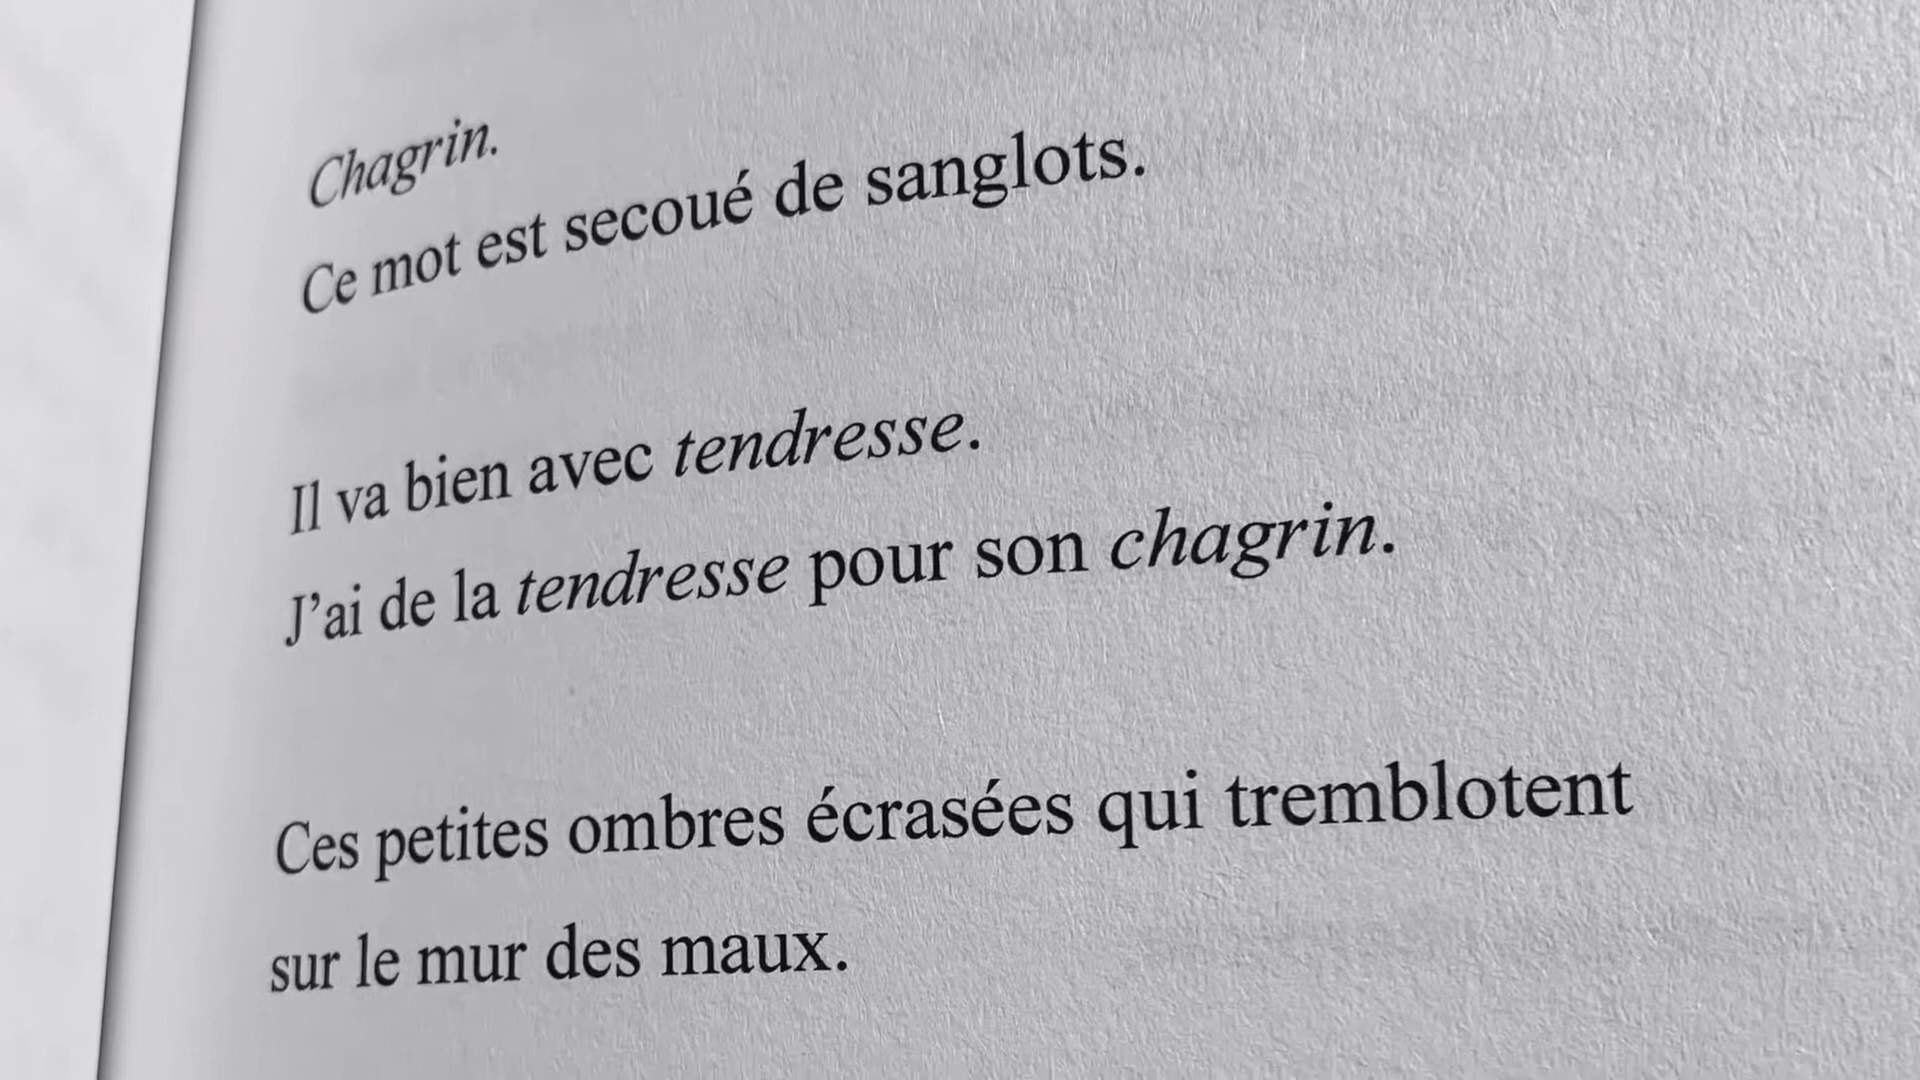 Chagrin.
Ce mot est secoué de sanglots.
Il va bien avec tendresse.
J’ai de la tendresse pour son chagrin.
Ces petites ombres écrasées qui tremblotent
sur le mur des maux.